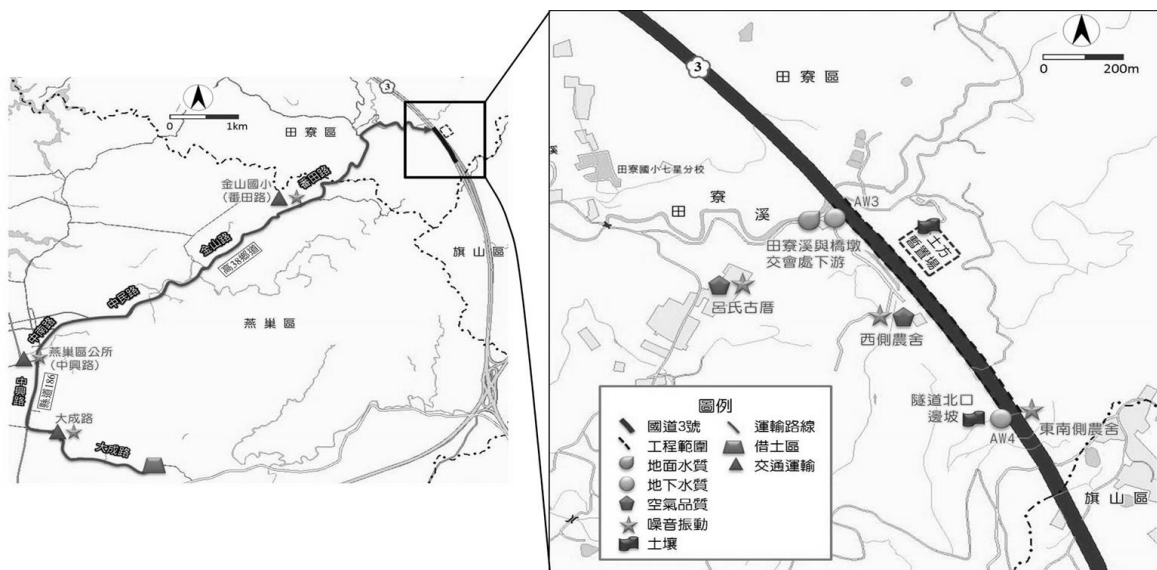 3
0 1km
田寮區
金山國小
(番田路)
番田路
金山路
高38鄉道
旗山區
中民路
燕巢區
中興路
燕巢區公所
(中興路)
中興路
縣道186
大成路
大成路
3
田寮區
0 200m
田寮國小七星分校
溪
田寮溪
AW3
土方
暫置場
田寮溪與橋墩
交會處下游
呂氏古厝
西側農舍
隧道北口
邊坡
AW4
東南側農舍
旗山區
圖例
國道3號
運輸路線
工程範圍
借土區
地面水質
交通運輸
地下水質
空氣品質
噪音振動
土壤